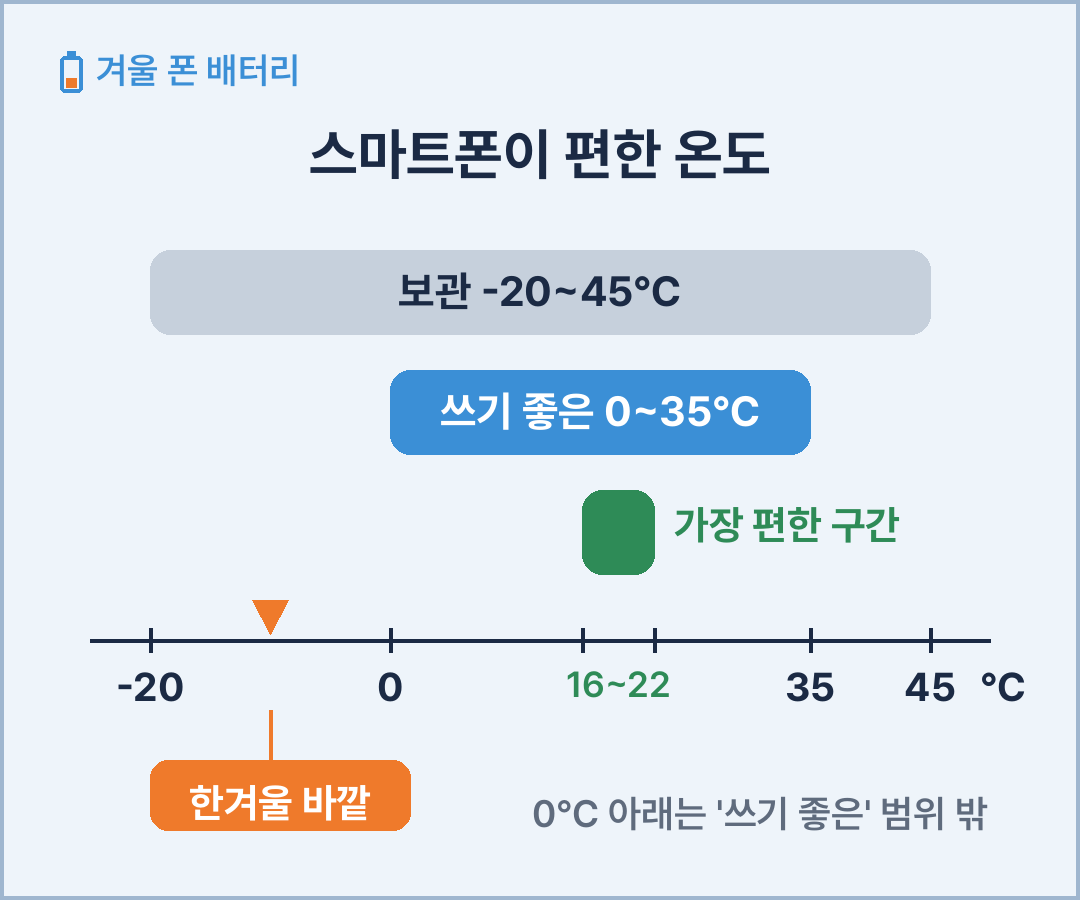 겨울 폰 배터리
스마트폰이 편한 온도
보관 -20~45°C
쓰기 좋은 0~35°C
가장 편한 구간
-20 0 16~22 35 45 °C
한겨울 바깥
0°C 아래는 '쓰기 좋은' 범위 밖